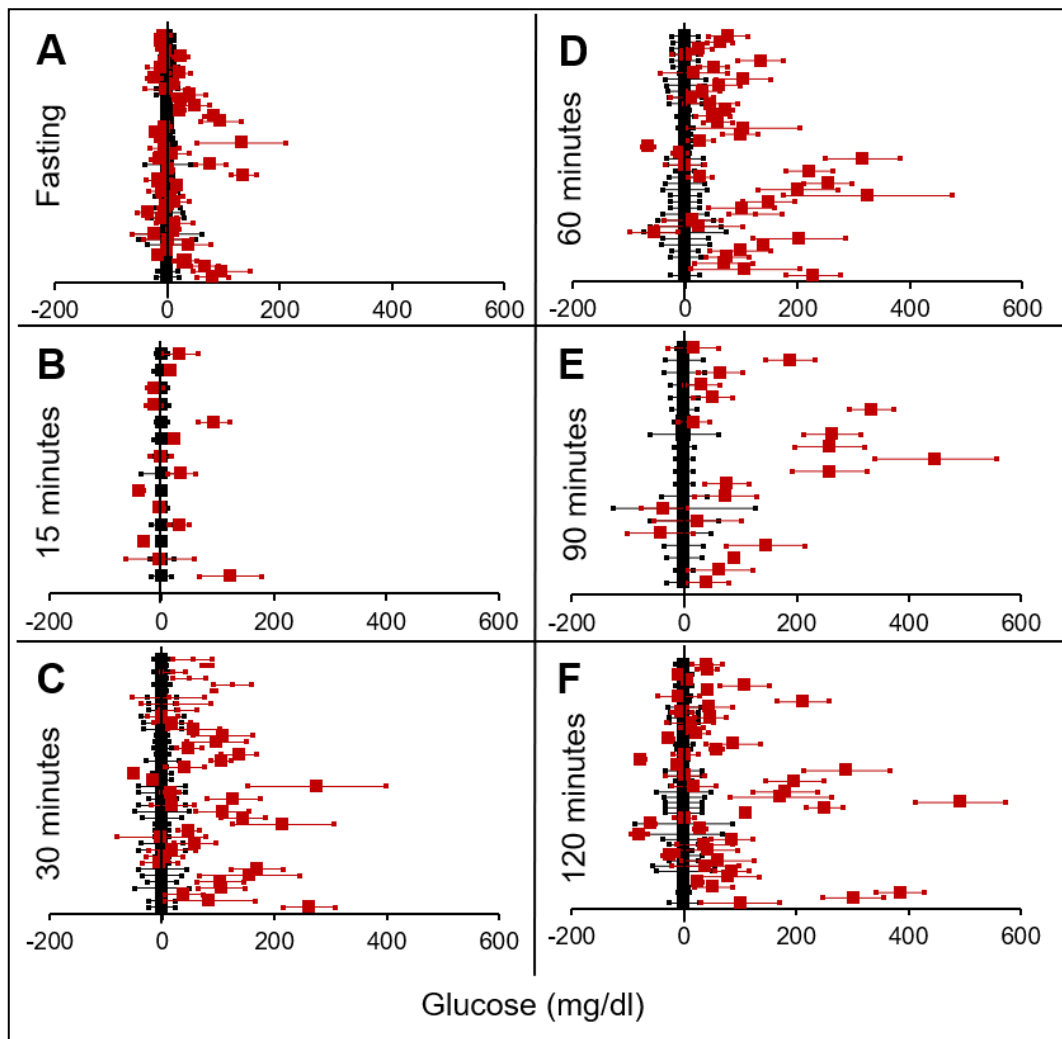 A
Fasting
-200 0 200 400 600
B
15 minutes
-200 0 200 400 600
C
30 minutes
-200 0 200 400 600
D
60 minutes
-200 0 200 400 600
E
90 minutes
-200 0 200 400 600
F
120 minutes
-200 0 200 400 600
Glucose (mg/dl)